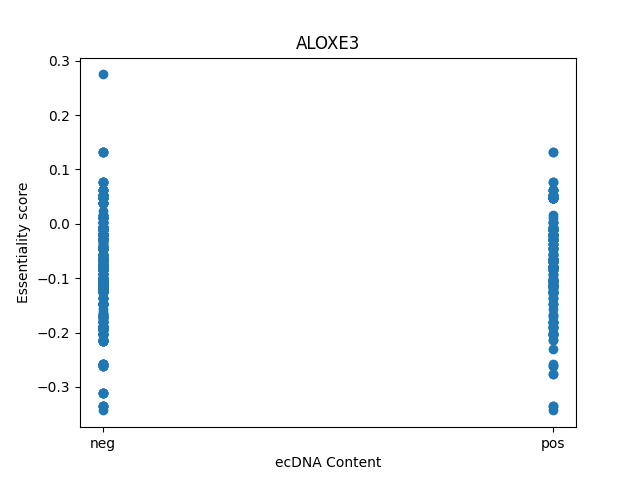 ALOXE3
Essentiality score
0.3
0.2
0.1
0.0
−0.1
−0.2
−0.3
neg
pos
ecDNA Content